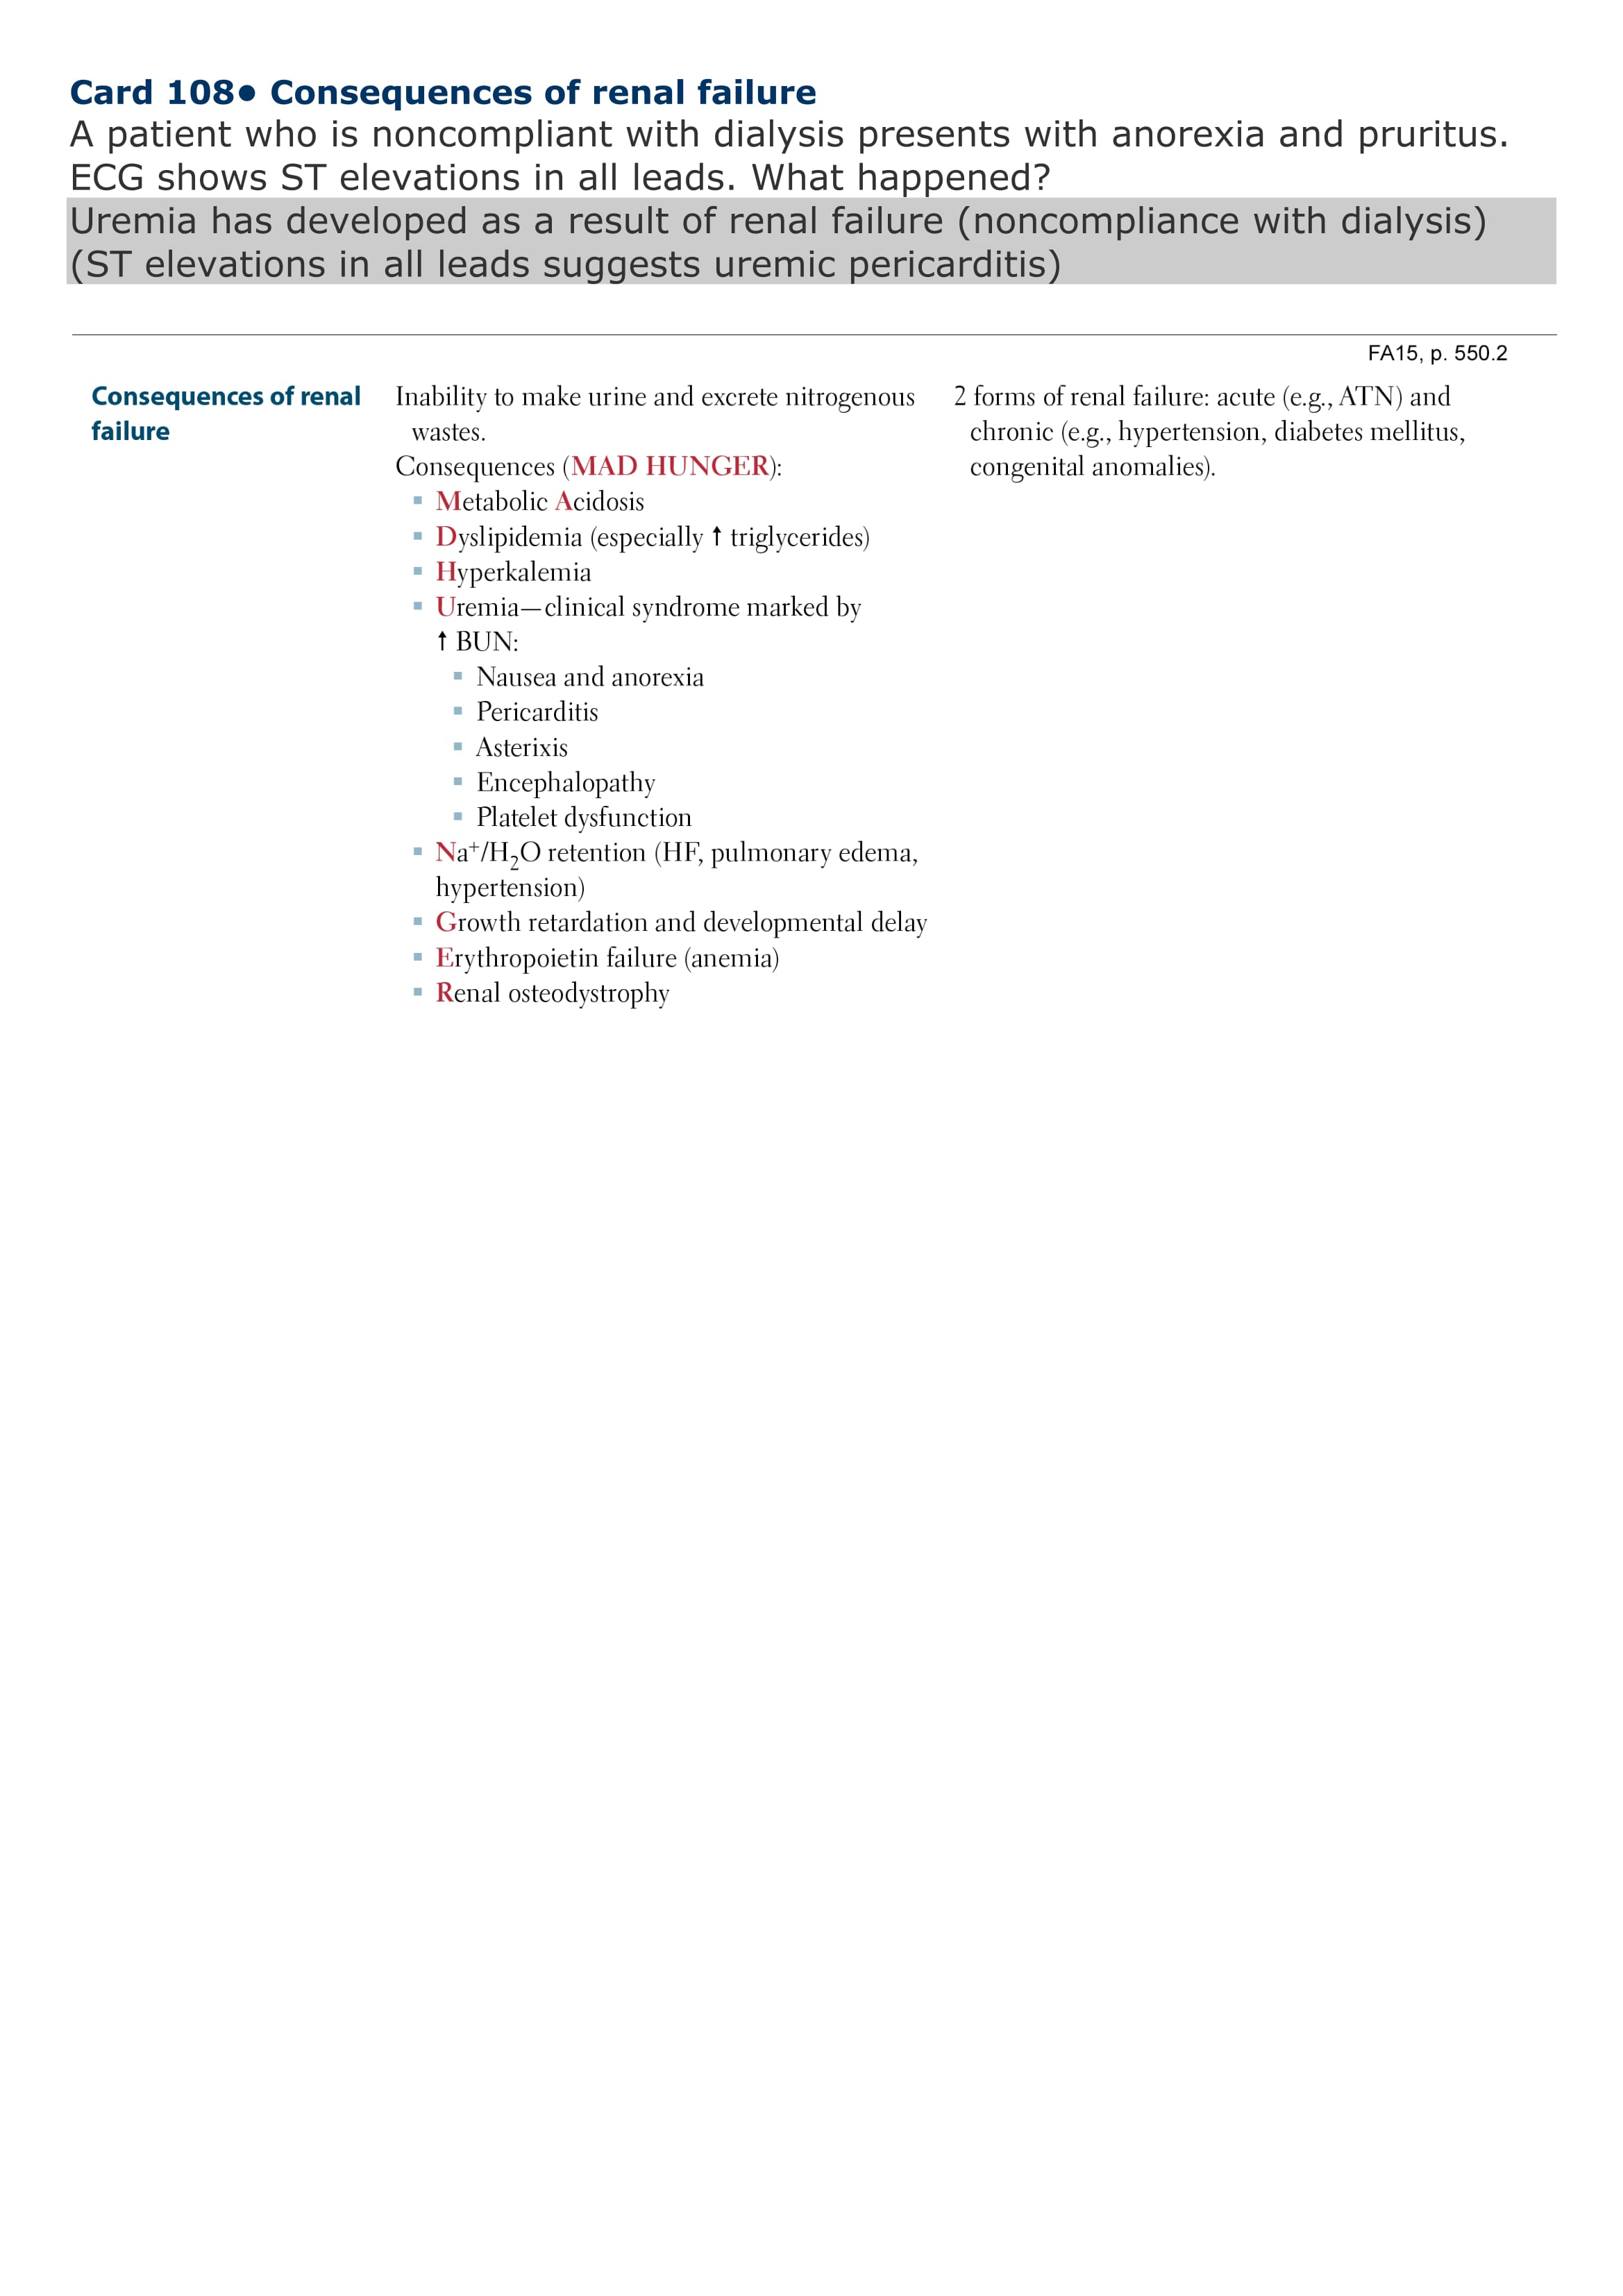 Card 108• Consequences of renal failure
A patient who is noncompliant with dialysis presents with anorexia and pruritus.
ECG shows ST elevations in all leads. What happened?
Uremia has developed as a result of renal failure (noncompliance with dialysis)
(ST elevations in all leads suggests uremic pericarditis)
FA15, p. 550.2
Consequences of renal
failure
Inability to make urine and excrete nitrogenous
wastes.
Consequences (MAD HUNGER):
▪ Metabolic Acidosis
▪ Dyslipidemia (especially ↑ triglycerides)
▪ Hyperkalemia
▪ Uremia—clinical syndrome marked by
↑ BUN:
▪ Nausea and anorexia
▪ Pericarditis
▪ Asterixis
▪ Encephalopathy
▪ Platelet dysfunction
▪ Na⁺/H₂O retention (HF, pulmonary edema,
hypertension)
▪ Growth retardation and developmental delay
▪ Erythropoietin failure (anemia)
▪ Renal osteodystrophy
2 forms of renal failure: acute (e.g., ATN) and
chronic (e.g., hypertension, diabetes mellitus,
congenital anomalies).